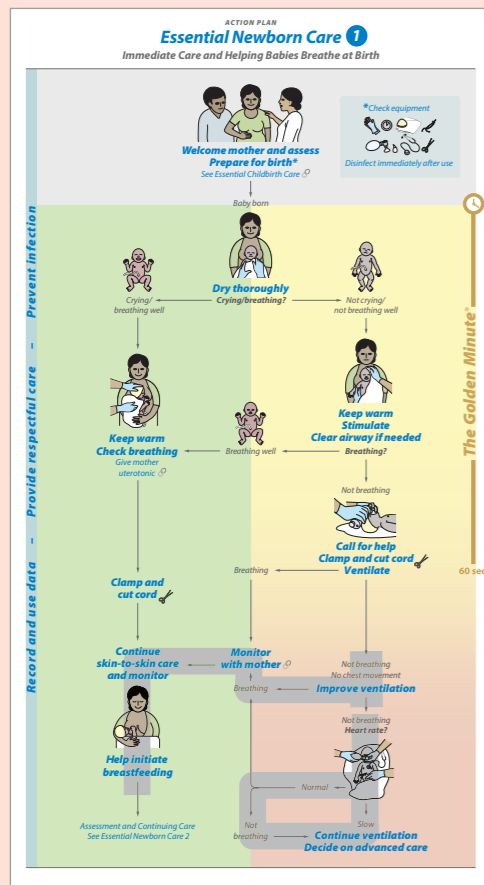 ACTION PLAN
Essential Newborn Care 1
Immediate Care and Helping Babies Breathe at Birth
*Check equipment
Disinfect immediately after use
Welcome mother and assess
Prepare for birth*
See Essential Childbirth Care
Baby born
Dry thoroughly
Crying/breathing?
Crying/
breathing well
Not crying/
not breathing well
Keep warm
Check breathing
Give mother
uterotonic
Breathing well
Keep warm
Stimulate
Clear airway if needed
Breathing?
Not breathing
Call for help
Clamp and cut cord
Ventilate
Breathing
60 sec
Clamp and
cut cord
Continue
skin-to-skin care
and monitor
Monitor
with mother
Not breathing
No chest movement
Improve ventilation
Breathing
Not breathing
Heart rate?
Help initiate
breastfeeding
Normal
Slow
Not
breathing
Continue ventilation
Decide on advanced care
Assessment and Continuing Care
See Essential Newborn Care 2
Record and use data – Provide respectful care – Prevent infection
The Golden Minute®